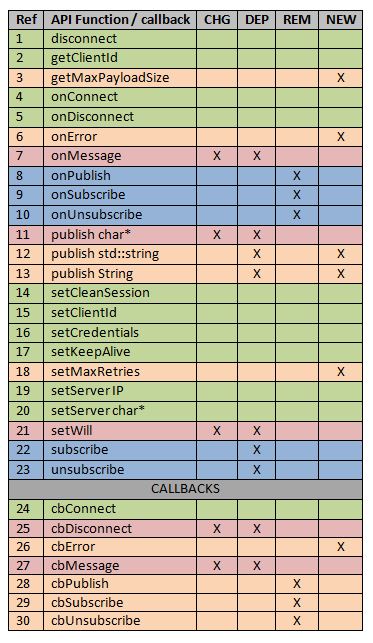 Ref API Function / callback CHG DEP REM NEW
1 disconnect
2 getClientId
3 getMaxPayloadSize X
4 onConnect
5 onDisconnect
6 onError X
7 onMessage X X
8 onPublish X
9 onSubscribe X
10 onUnsubscribe X
11 publish char* X X
12 publish std::string X X
13 publish String X X
14 setCleanSession
15 setClientId
16 setCredentials
17 setKeepAlive
18 setMaxRetries X
19 setServer IP
20 setServer char*
21 setWill X X
22 subscribe X
23 unsubscribe X
CALLBACKS
24 cbConnect
25 cbDisconnect X X
26 cbError X
27 cbMessage X X
28 cbPublish X
29 cbSubscribe X
30 cbUnsubscribe X